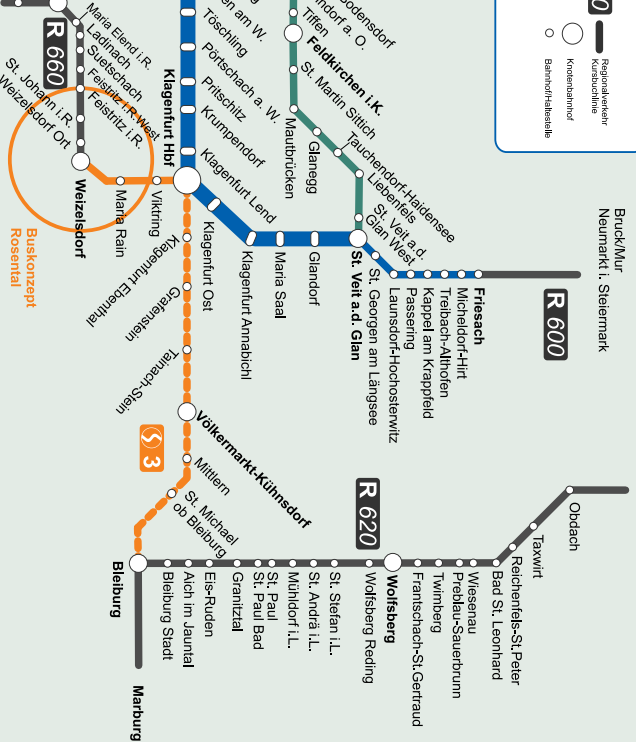 R 660
Maria Elend i.R.
Ladinach
Suetschach
Feistritz i.R.West
Feistritz i.R.
St. Johann i.R.
Weizelsdorf Ort
Weizelsdorf
Maria Rain
Viktring
Buskonzept
Rosental
en am W.
Töschling
Pörtschach a. W.
Pritschitz
Krumpendorf
Klagenfurt Hbf
Klagenfurt Lend
Klagenfurt Annabichl
Maria Saal
Glandorf
St. Veit a.d. Glan
Klagenfurt Ost
Klagenfurt Ebenthal
Grafenstein
Tainach-Stein
Völkermarkt-Kühnsdorf
S 3
Mittlern
St. Michael
ob Bleiburg
Bleiburg
Marburg
Bodensdorf
ndorf a. O.
Tiffen
Feldkirchen i.K.
St. Martin Sittich
Mautbrücken
Glanegg
Tauchendorf-Haidensee
Liebenfels
St. Veit a.d.
Glan West
St. Georgen am Längsee
Launsdorf-Hochosterwitz
Passering
Kappel am Krappfeld
Treibach-Althofen
Micheldorf-Hirt
Friesach
R 600
Bruck/Mur
Neumarkt i. Steiermark
0
Regionalverkehr
Kursbuchlinie
Knotenbahnhof
Bahnhof/Haltestelle
R 620
Bleiburg Stadt
Aich im Jauntal
Eis-Ruden
Granitztal
St. Paul Bad
St. Paul
Mühldorf i.L.
St. Andrä i.L.
St. Stefan i.L.
Wolfsberg Reding
Wolfsberg
Frantschach-St.Gertraud
Twimberg
Preblau-Sauerbrunn
Wiesenau
Bad St. Leonhard
Reichenfels-St.Peter
Taxwirt
Obdach